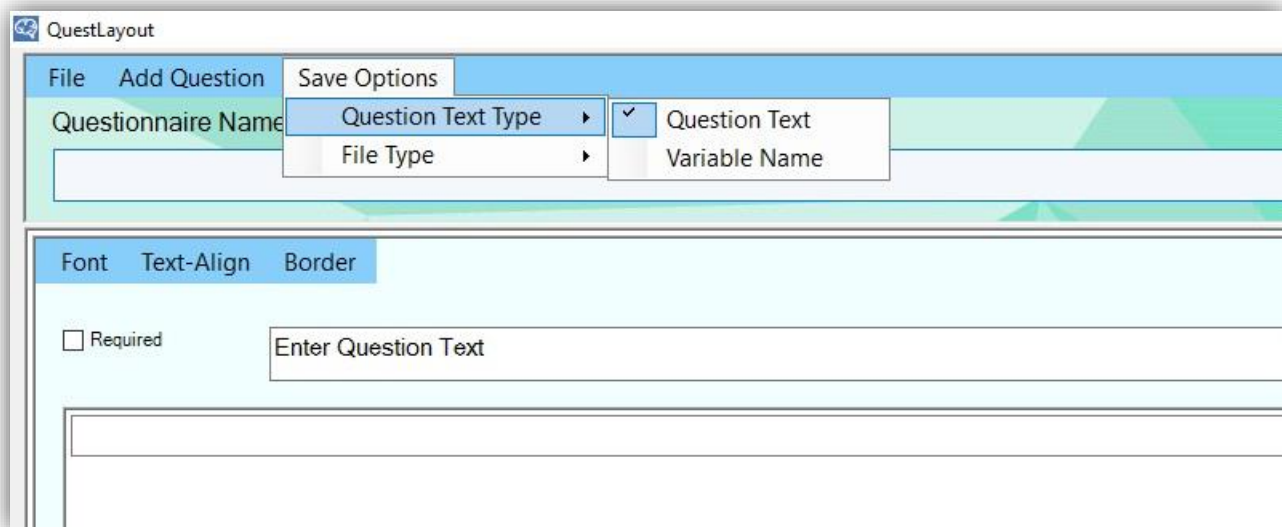 QuestLayout
File Add Question Save Options
Questionnaire Name Question Text Type Question Text
File Type Variable Name
Font Text-Align Border
Required Enter Question Text